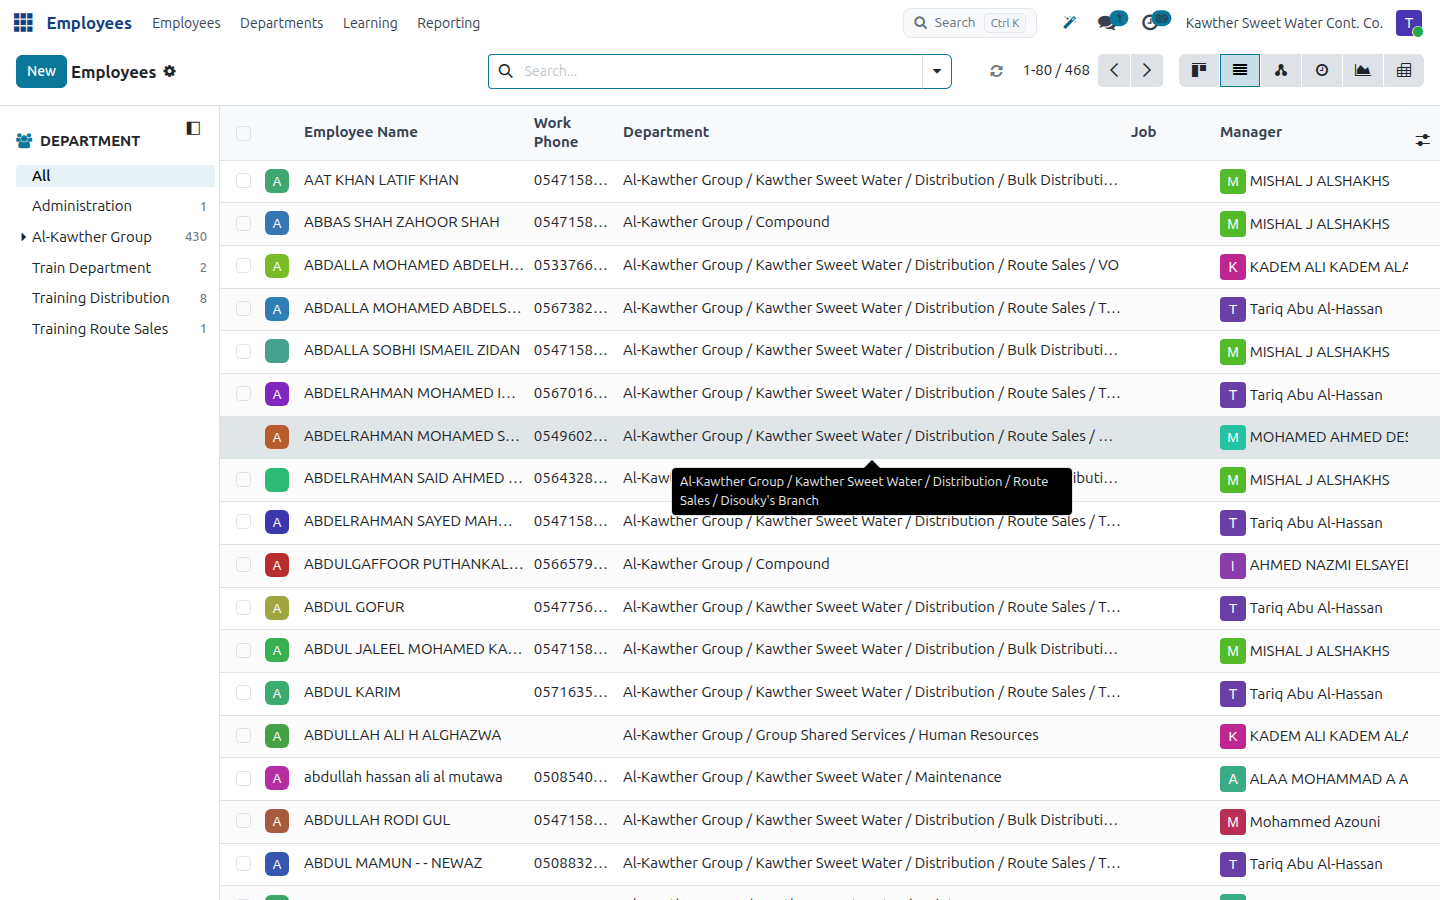 Employees Employees Departments Learning Reporting Search Ctrl K 1 Kawther Sweet Water Cont. Co. T
New Employees Search... 1-80 / 468
DEPARTMENT
All
Administration 1
Al-Kawther Group 430
Train Department 2
Training Distribution 8
Training Route Sales 1
Employee Name Work Phone Department Job Manager
A AAT KHAN LATIF KHAN 0547158... Al-Kawther Group / Kawther Sweet Water / Distribution / Bulk Distributi... M MISHAL J ALSHAKHS
A ABBAS SHAH ZAHOOR SHAH 0547158... Al-Kawther Group / Compound M MISHAL J ALSHAKHS
A ABDALLA MOHAMED ABDELH... 0533766... Al-Kawther Group / Kawther Sweet Water / Distribution / Route Sales / VO K KADEM ALI KADEM ALA
A ABDALLA MOHAMED ABDELS... 0567382... Al-Kawther Group / Kawther Sweet Water / Distribution / Route Sales / T... T Tariq Abu Al-Hassan
ABDALLA SOBHI ISMAEIL ZIDAN 0547158... Al-Kawther Group / Kawther Sweet Water / Distribution / Bulk Distributi... M MISHAL J ALSHAKHS
A ABDELRAHMAN MOHAMED I... 0567016... Al-Kawther Group / Kawther Sweet Water / Distribution / Route Sales / T... T Tariq Abu Al-Hassan
A ABDELRAHMAN MOHAMED S... 0549602... Al-Kawther Group / Kawther Sweet Water / Distribution / Route Sales / ... M MOHAMED AHMED DES
ABDELRAHMAN SAID AHMED ... 0564328... Al-Kawt ibuti... M MISHAL J ALSHAKHS
Al-Kawther Group / Kawther Sweet Water / Distribution / Route
Sales / Disouky's Branch
A ABDELRAHMAN SAYED MAH... 0547158... Al-Kawther Group / Kawther Sweet Water / Distribution / Route Sales / T... T Tariq Abu Al-Hassan
A ABDULGAFFOOR PUTHANKAL... 0566579... Al-Kawther Group / Compound I AHMED NAZMI ELSAYED
A ABDUL GOFUR 0547756... Al-Kawther Group / Kawther Sweet Water / Distribution / Route Sales / T... T Tariq Abu Al-Hassan
A ABDUL JALEEL MOHAMED KA... 0547158... Al-Kawther Group / Kawther Sweet Water / Distribution / Bulk Distributi... M MISHAL J ALSHAKHS
A ABDUL KARIM 0571635... Al-Kawther Group / Kawther Sweet Water / Distribution / Route Sales / T... T Tariq Abu Al-Hassan
A ABDULLAH ALI H ALGHAZWA Al-Kawther Group / Group Shared Services / Human Resources K KADEM ALI KADEM ALA
A abdullah hassan ali al mutawa 0508540... Al-Kawther Group / Kawther Sweet Water / Maintenance A ALAA MOHAMMAD A A
A ABDULLAH RODI GUL 0547158... Al-Kawther Group / Kawther Sweet Water / Distribution / Bulk Distributi... M Mohammed Azouni
A ABDUL MAMUN - - NEWAZ 0508832... Al-Kawther Group / Kawther Sweet Water / Distribution / Route Sales / T... T Tariq Abu Al-Hassan